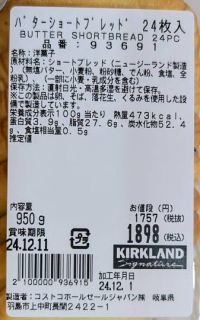 バターショートブレッド 24枚入
BUTTER SHORTBREAD 24PC
品番:93691
名称:洋菓子
原材料名:ショートブレッド(ニュージーランド製造)
(無塩バター、小麦粉、粉砂糖、でん粉、食塩、全粉乳)、(一部に小麦・乳成分を含む)
保存方法:直射日光・高温多湿を避けて保存
※この製品は卵、そば、落花生、くるみを使用した設備で製造しています。
栄養成分表示100g当たり 熱量473kcal、
蛋白質3.9g、脂質27.6g、炭水化物52.4
g、食塩相当量0.5g
推定値
内容量
950g
お値段(円)
1757(税抜)
1898(税込)
賞味期限
24.12.11
KIRKLAND
Signature
加工年月日
24.12.1
2 100000 936915
製造者:コストコホールセールジャパン㈱ 岐阜県
羽島市上中町長間2422-1